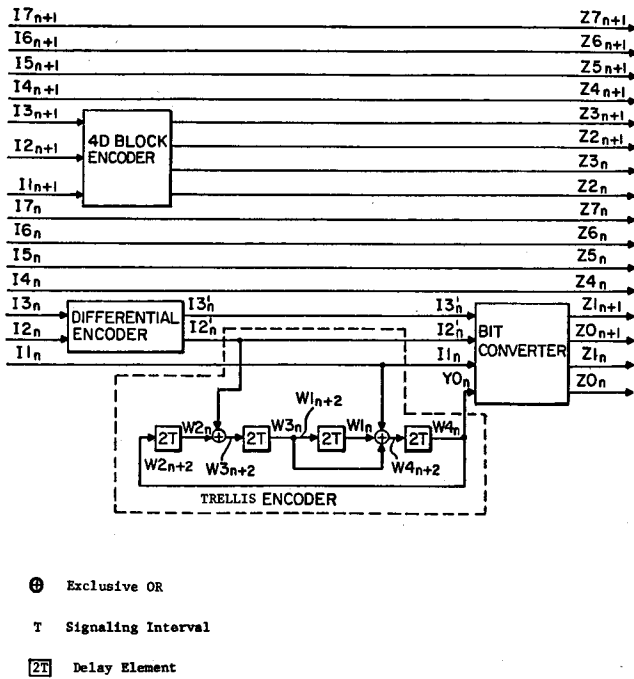 I7n+1 Z7n+1
I6n+1 Z6n+1
I5n+1 Z5n+1
I4n+1 Z4n+1
I3n+1 Z3n+1
I2n+1 4D BLOCK ENCODER Z2n+1
Z3n
I1n+1 Z2n
I7n Z7n
I6n Z6n
I5n Z5n
I4n Z4n
I3n DIFFERENTIAL ENCODER I3'n I3'n BIT CONVERTER Z1n+1
I2n I2'n I2'n Z0n+1
I1n I1n Z1n
Y0n Z0n
W1n+2
2T W2n ⊕ 2T W3n 2T W1n ⊕ 2T W4n
W2n+2 W3n+2 W4n+2
TRELLIS ENCODER
⊕ Exclusive OR
T Signaling Interval
2T Delay Element